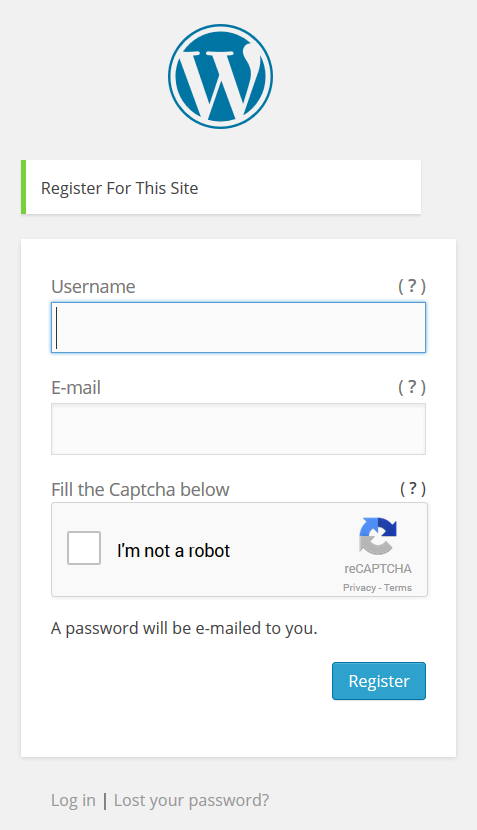 Register For This Site
Username (?)
E-mail (?)
Fill the Captcha below (?)
I'm not a robot
reCAPTCHA
Privacy - Terms
A password will be e-mailed to you.
Register
Log in | Lost your password?